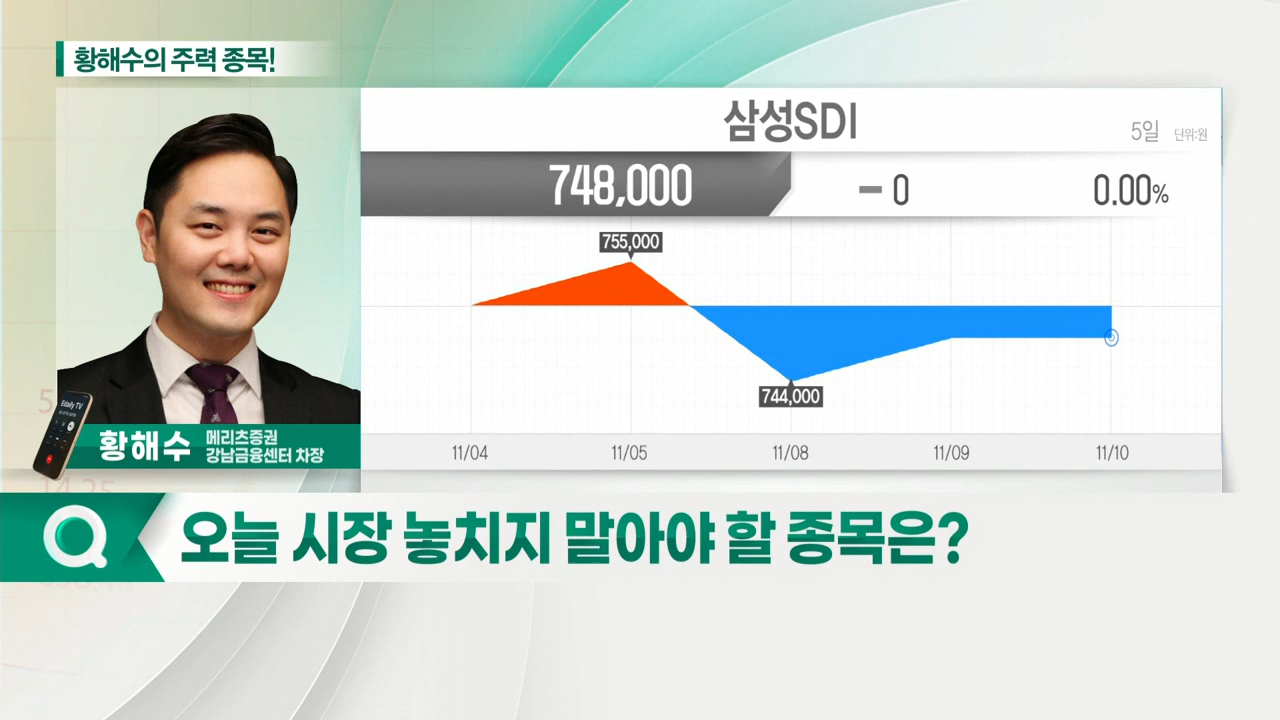 황해수의 주력 종목!
삼성SDI
5일 단위:원
748,000
0
0.00%
755,000
744,000
11/04 11/05 11/08 11/09 11/10
Edaily TV
황해수
메리츠증권
강남금융센터 차장
Q
오늘 시장 놓치지 말아야 할 종목은?